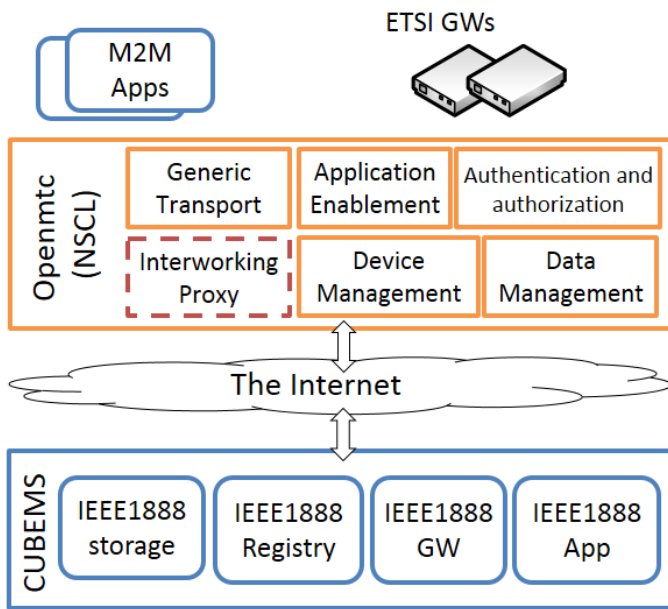 M2M
Apps
ETSI GWs
Openmtc
(NSCL)
Generic
Transport
Application
Enablement
Authentication and
authorization
Interworking
Proxy
Device
Management
Data
Management
The Internet
CUBEMS
IEEE1888
storage
IEEE1888
Registry
IEEE1888
GW
IEEE1888
App